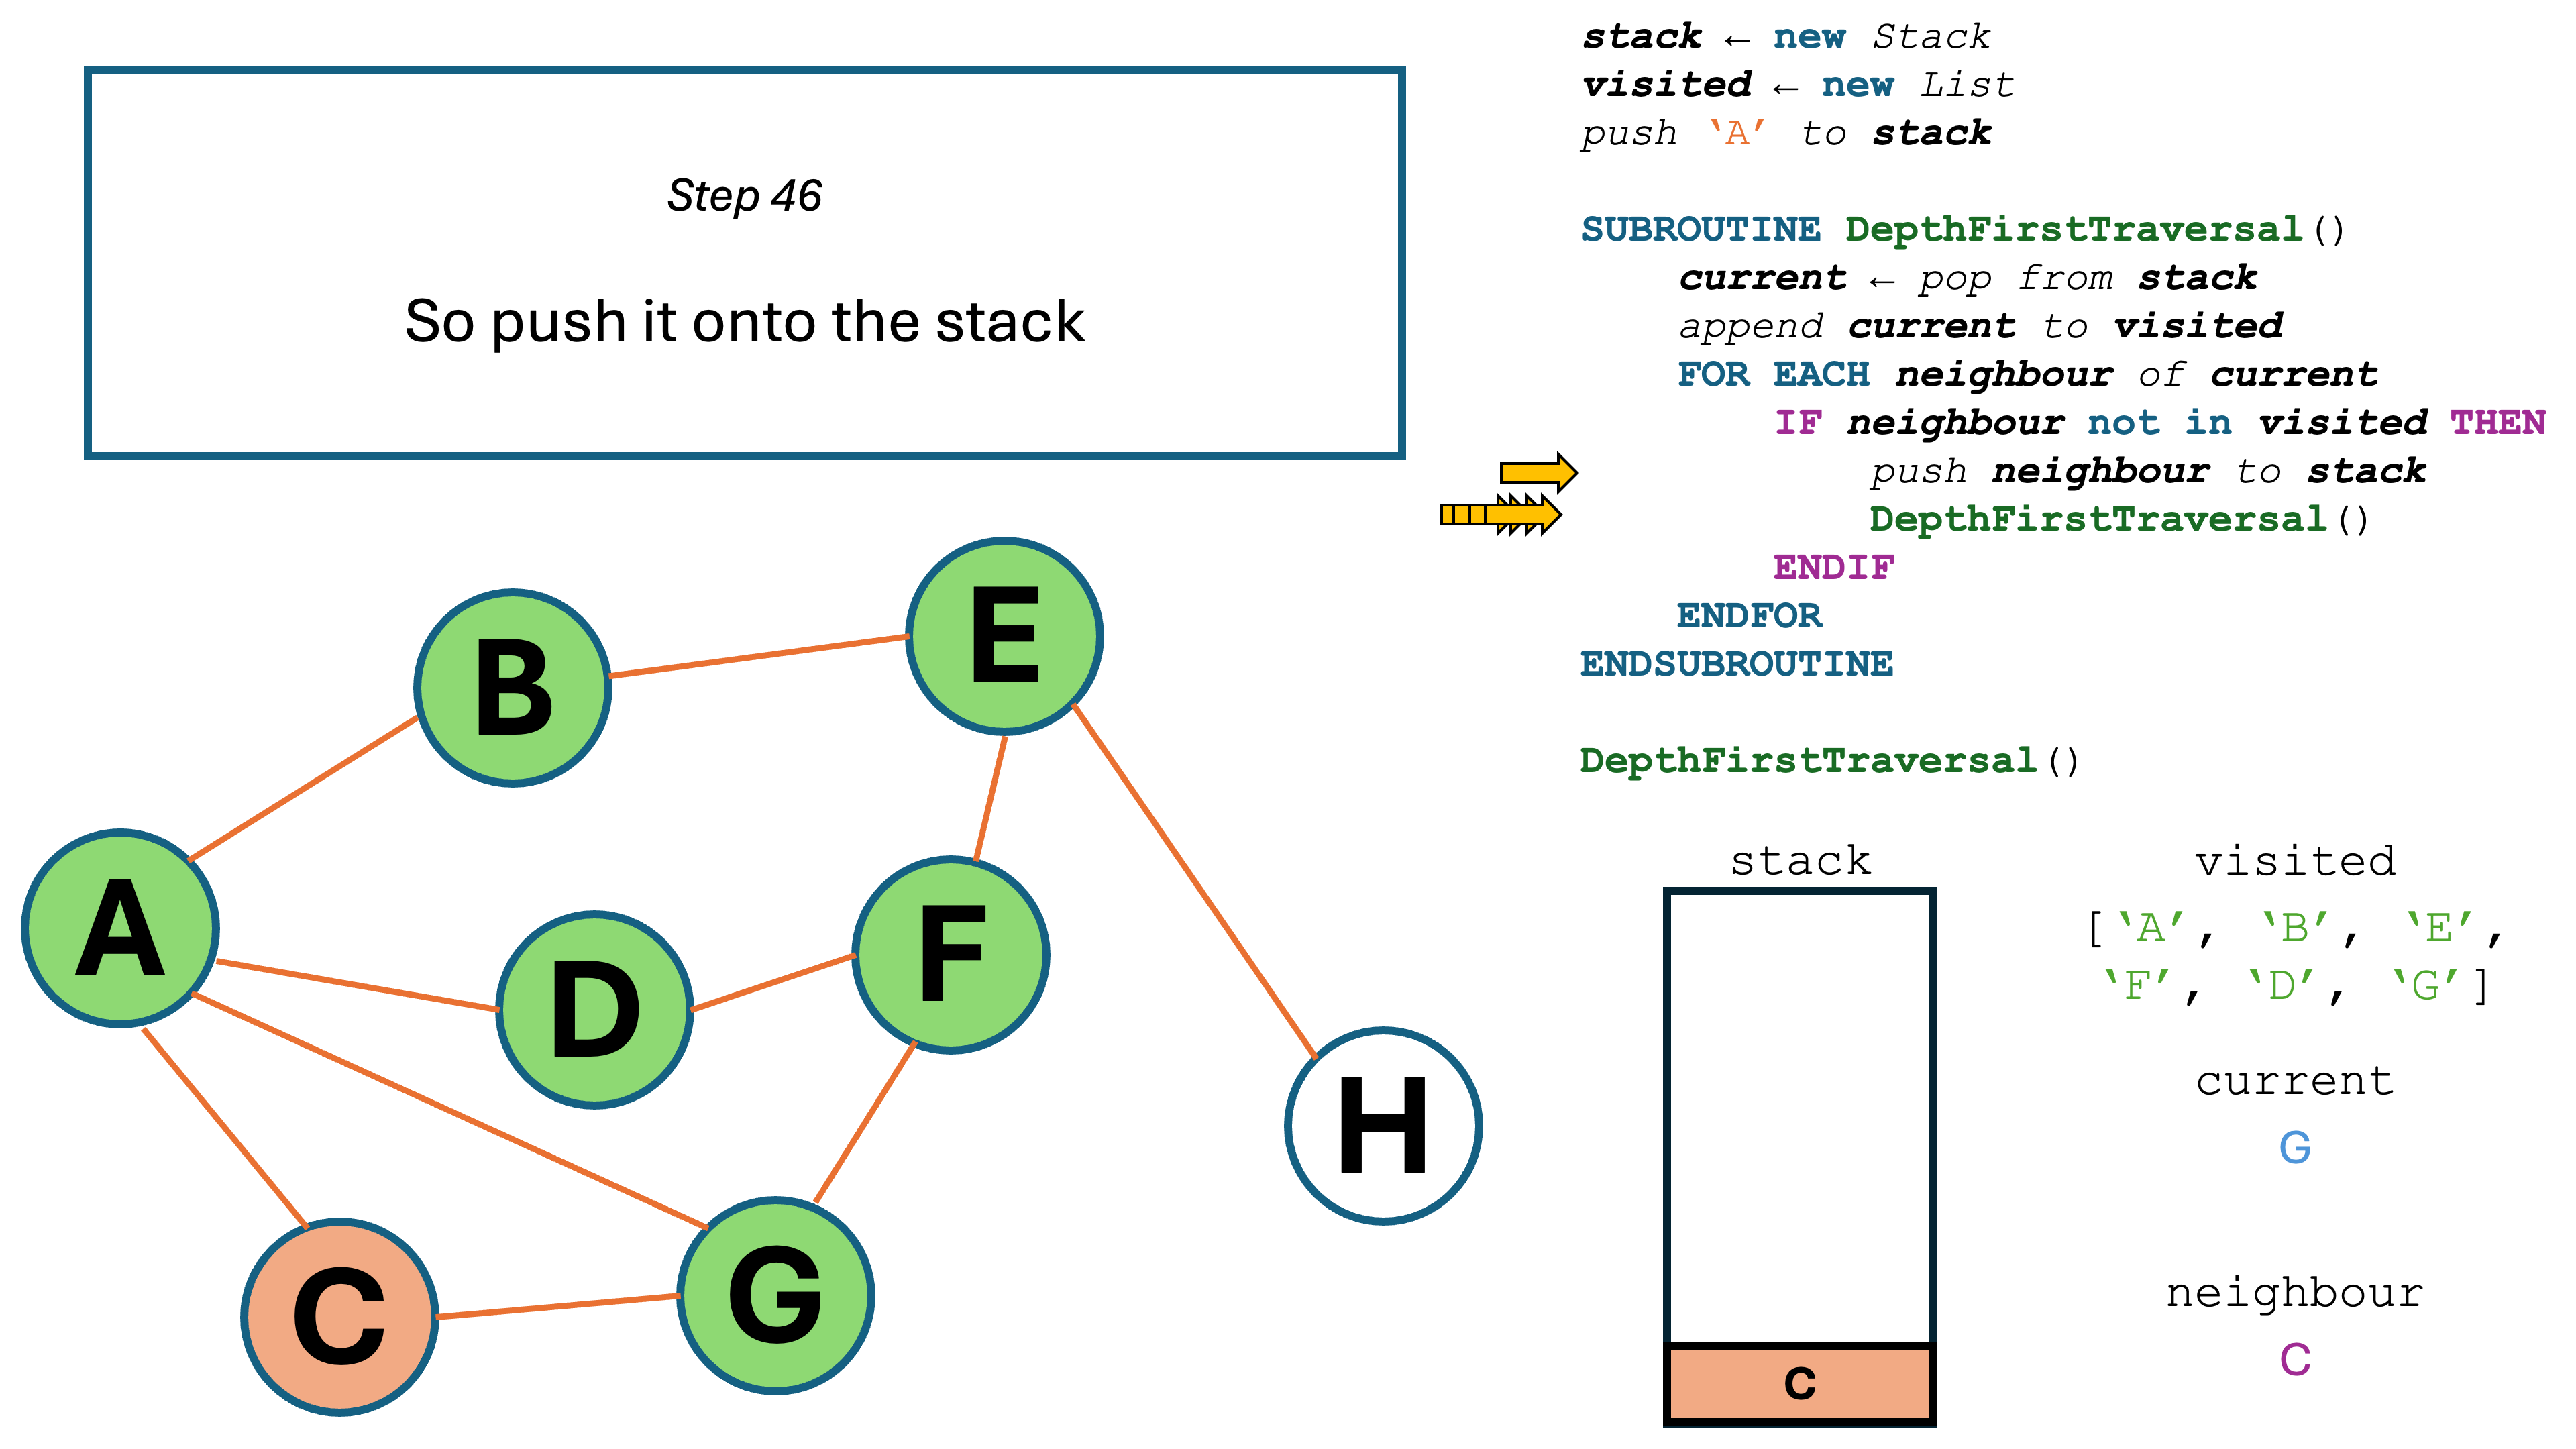 Step 46
So push it onto the stack
stack ← new Stack
visited ← new List
push ‘A’ to stack
SUBROUTINE DepthFirstTraversal()
current ← pop from stack
append current to visited
FOR EACH neighbour of current
IF neighbour not in visited THEN
push neighbour to stack
DepthFirstTraversal()
ENDIF
ENDFOR
ENDSUBROUTINE
DepthFirstTraversal()
B
E
A
D
F
H
C
G
stack
C
visited
[‘A’, ‘B’, ‘E’,
‘F’, ‘D’, ‘G’]
current
G
neighbour
C